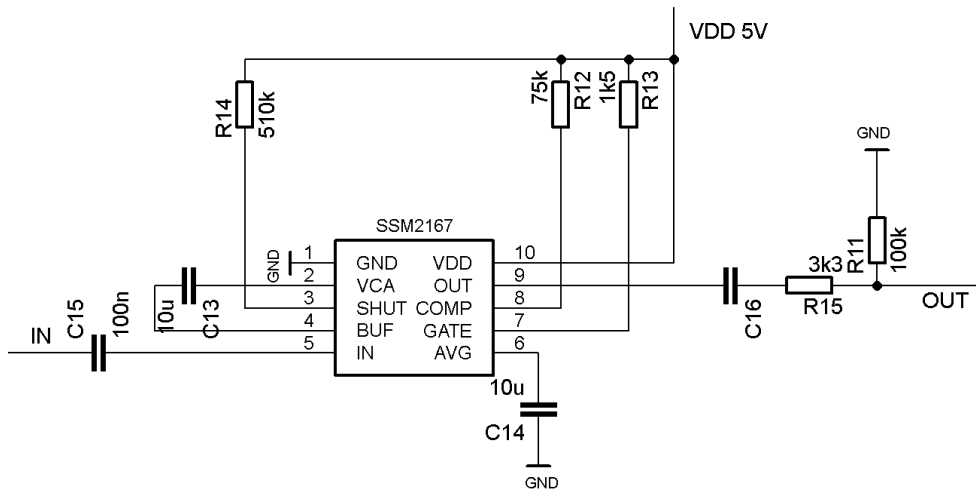 VDD 5V
R14
510k
75k
R12
1k5
R13
GND
SSM2167
GND
1
GND
VDD
10
2
VCA
OUT
9
3
SHUT
COMP
8
4
BUF
GATE
7
5
IN
AVG
6
IN
C15
100n
10u
C13
C16
3k3
R15
R11
100k
OUT
10u
C14
GND